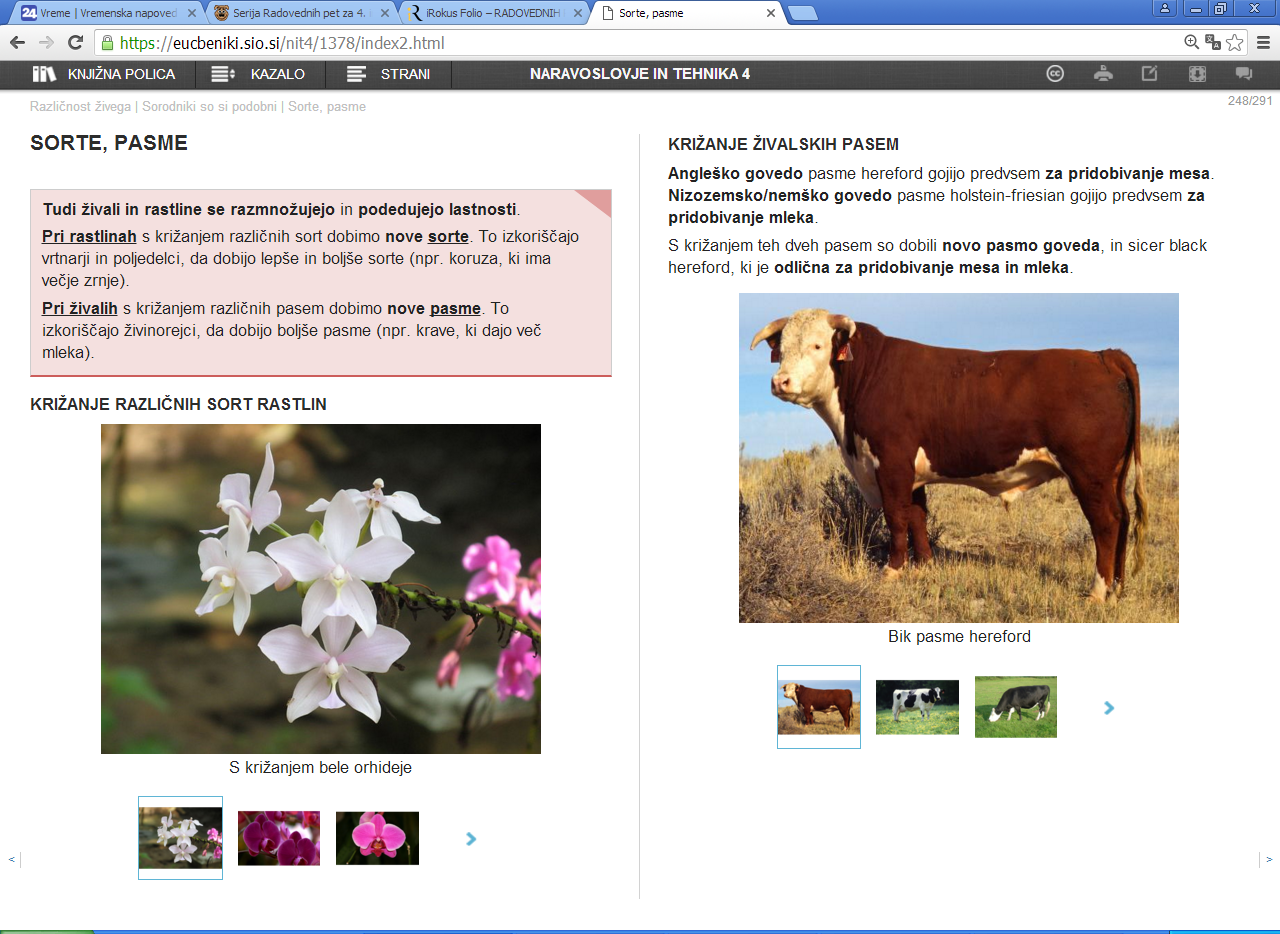 Vreme | Vremenska napoved
Serija Radovednih pet za 4.
iRokus Folio – RADOVEDNIH
Sorte, pasme
https://eucbeniki.sio.si/nit4/1378/index2.html
KNJIŽNA POLICA
KAZALO
STRANI
NARAVOSLOVJE IN TEHNIKA 4
cc
Različnost živega | Sorodniki so si podobni | Sorte, pasme
248/291
SORTE, PASME
Tudi živali in rastline se razmnožujejo in podedujejo lastnosti.
Pri rastlinah s križanjem različnih sort dobimo nove sorte. To izkoriščajo
vrtnarji in poljedelci, da dobijo lepše in boljše sorte (npr. koruza, ki ima
večje zrnje).
Pri živalih s križanjem različnih pasem dobimo nove pasme. To
izkoriščajo živinorejci, da dobijo boljše pasme (npr. krave, ki dajo več
mleka).
KRIŽANJE RAZLIČNIH SORT RASTLIN
S križanjem bele orhideje
KRIŽANJE ŽIVALSKIH PASEM
Angleško govedo pasme hereford gojijo predvsem za pridobivanje mesa.
Nizozemsko/nemško govedo pasme holstein-friesian gojijo predvsem za
pridobivanje mleka.
S križanjem teh dveh pasem so dobili novo pasmo goveda, in sicer black
hereford, ki je odlična za pridobivanje mesa in mleka.
Bik pasme hereford
<
>